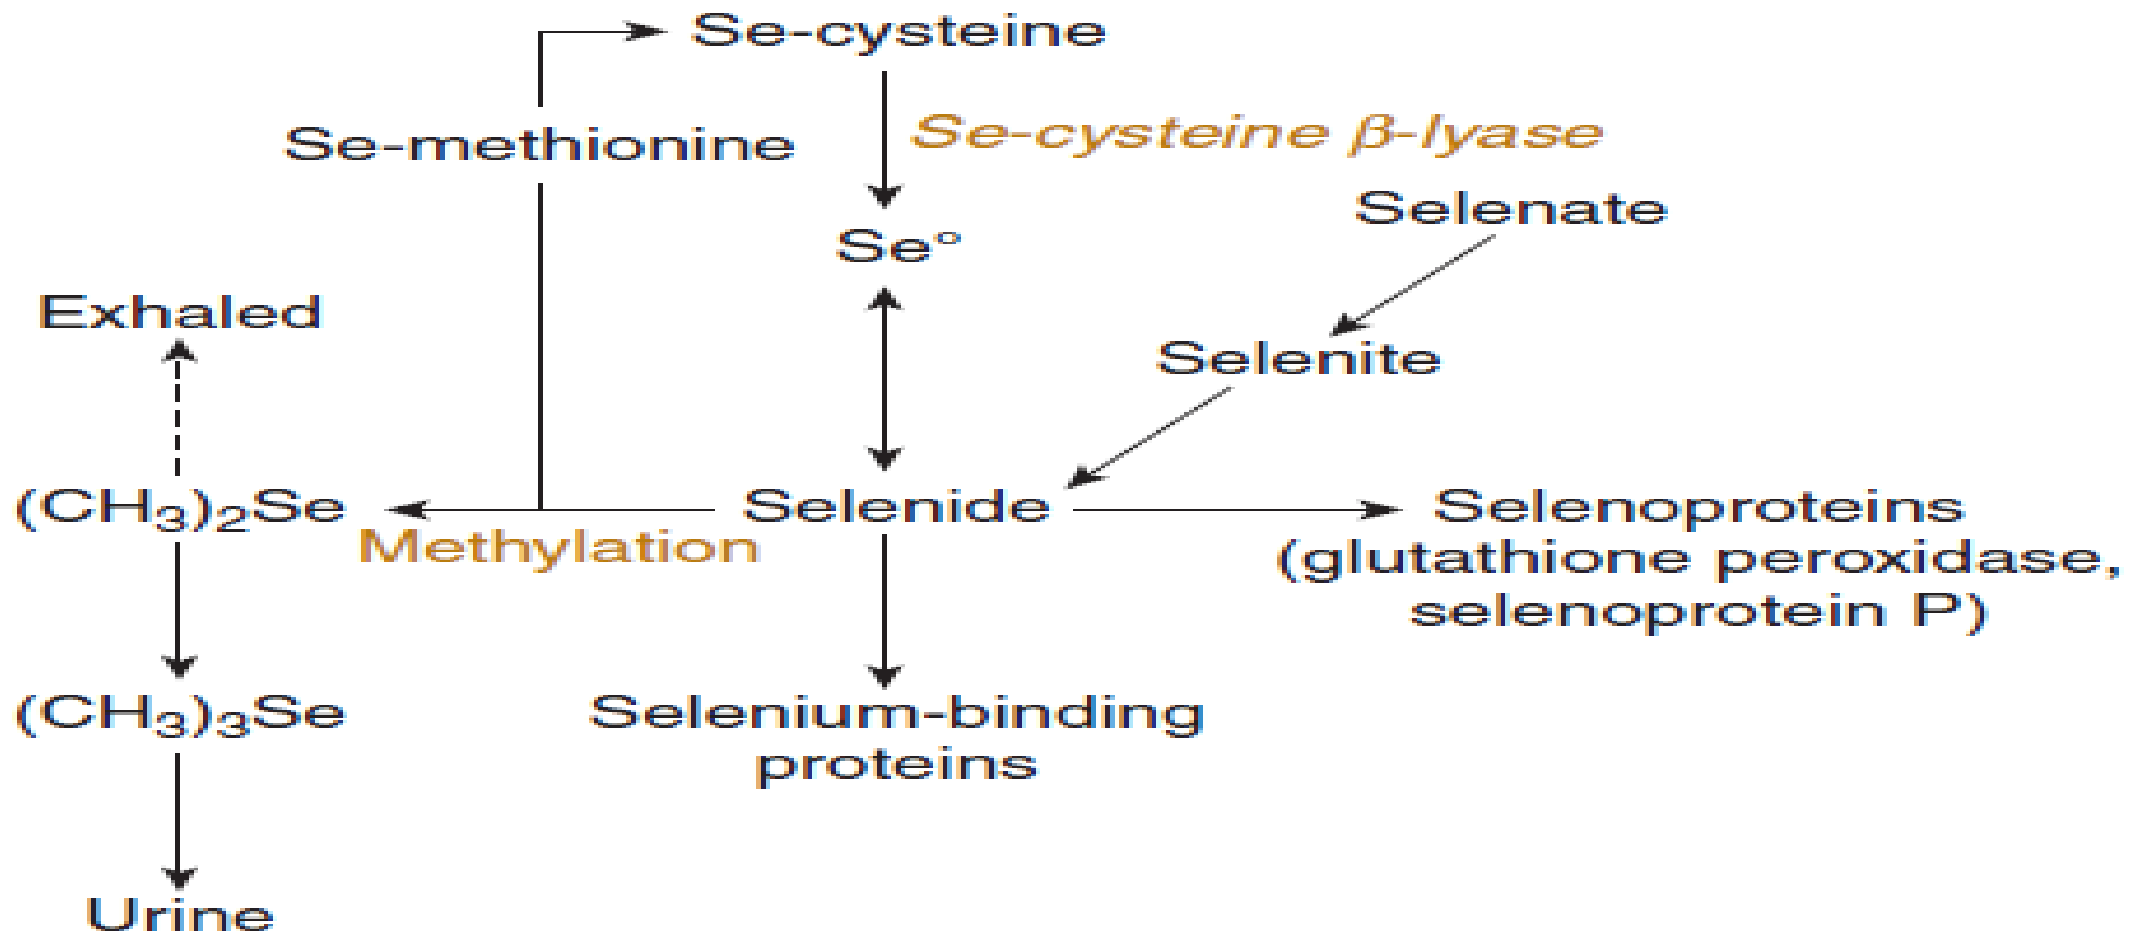 Se-cysteine
Se-methionine
Se-cysteine β-lyase
Selenate
Se°
Exhaled
Selenite
(CH₃)₂Se
Methylation
Selenide
Selenoproteins
(glutathione peroxidase,
selenoprotein P)
(CH₃)₃Se
Selenium-binding
proteins
Urine